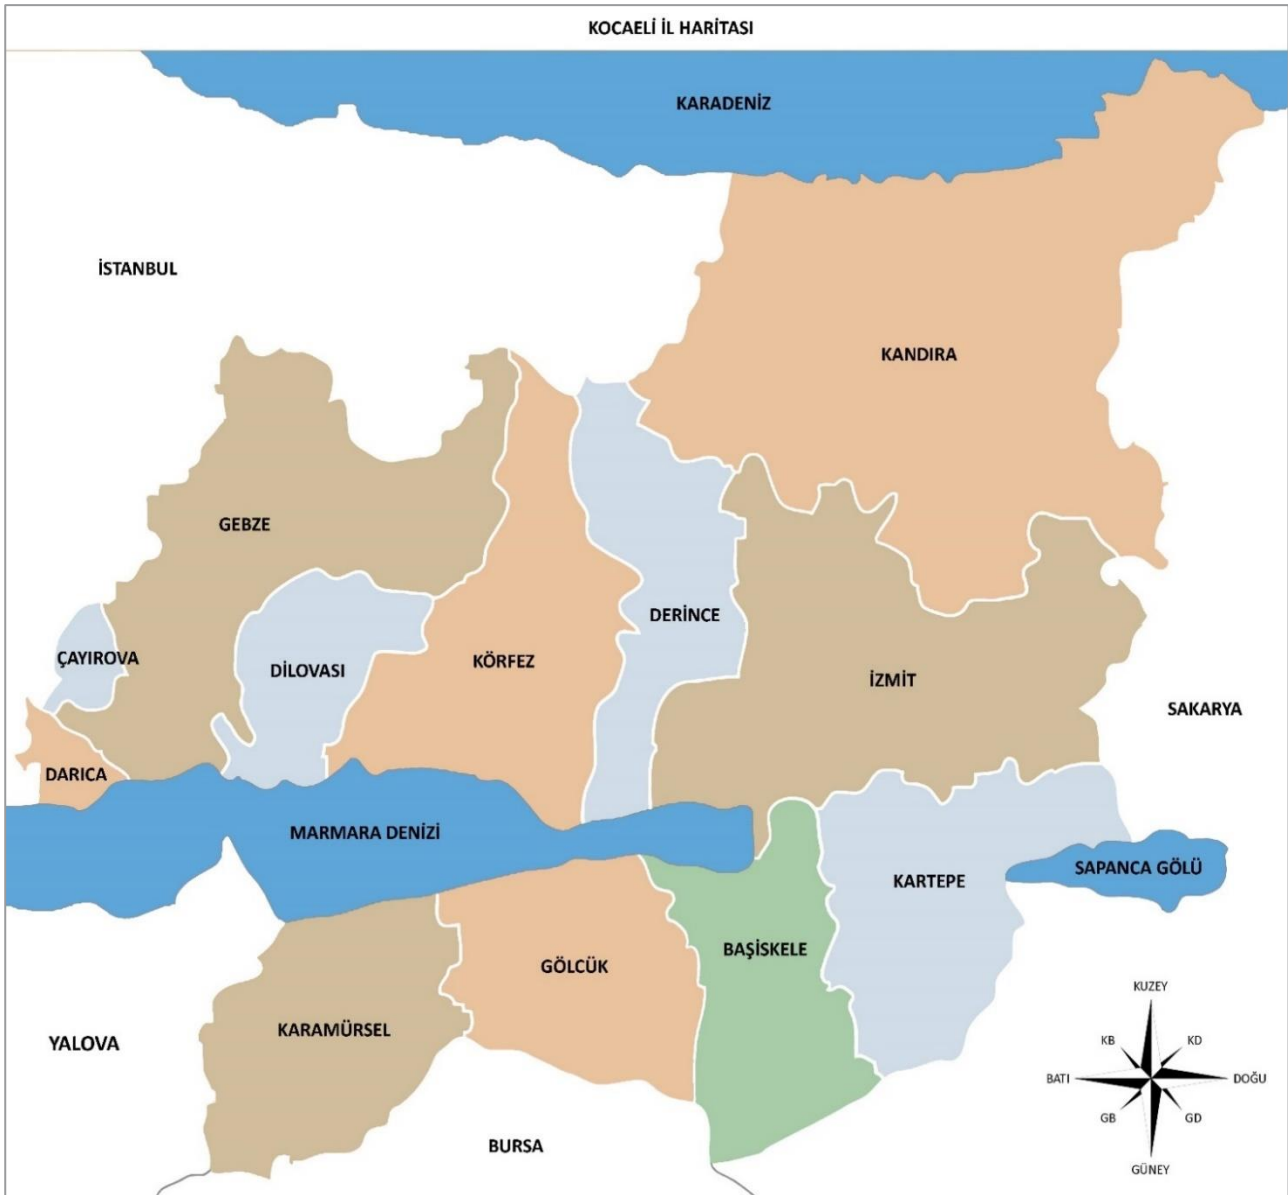 KOCAELİ İL HARİTASI
KARADENİZ
İSTANBUL
KANDIRA
GEBZE
DERİNCE
ÇAYIROVA
DİLOVASI
KÖRFEZ
İZMİT
SAKARYA
DARICA
MARMARA DENİZİ
KARTEPE
SAPANCA GÖLÜ
BAŞİSKELE
GÖLCÜK
KARAMÜRSEL
YALOVA
BURSA
KUZEY
KB
KD
BATI
DOĞU
GB
GD
GÜNEY